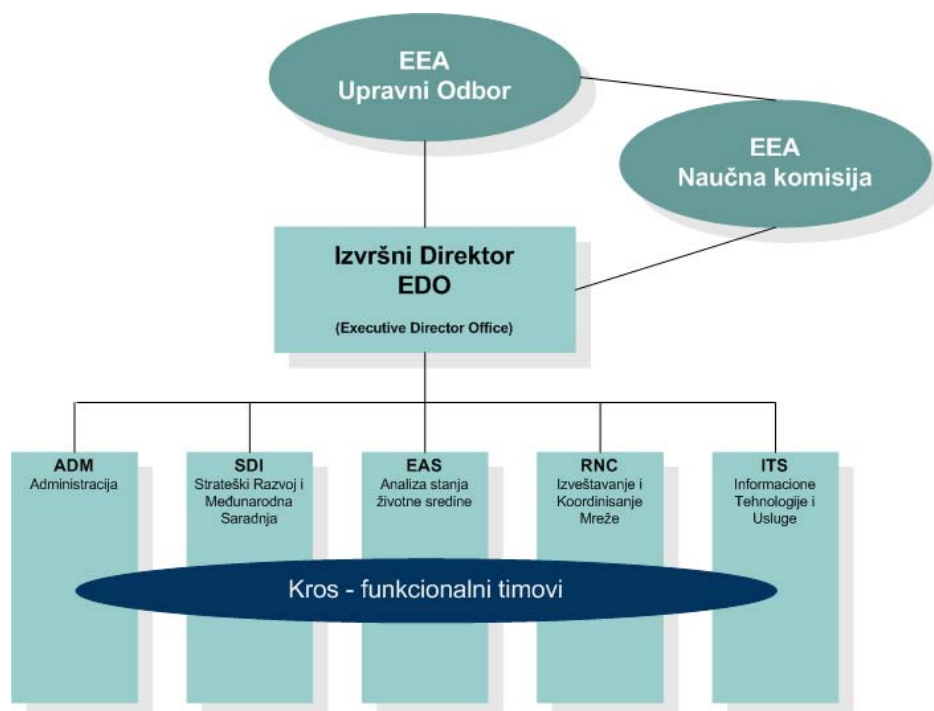 EEA
Upravni Odbor
EEA
Naučna komisija
Izvršni Direktor
EDO
(Executive Director Office)
ADM
Administracija
SDI
Strateški Razvoj i
Međunarodna
Saradnja
EAS
Analiza stanja
životne sredine
RNC
Izveštavanje i
Koordinisanje
Mreže
ITS
Informacione
Tehnologije i
Usluge
Kros - funkcionalni timovi